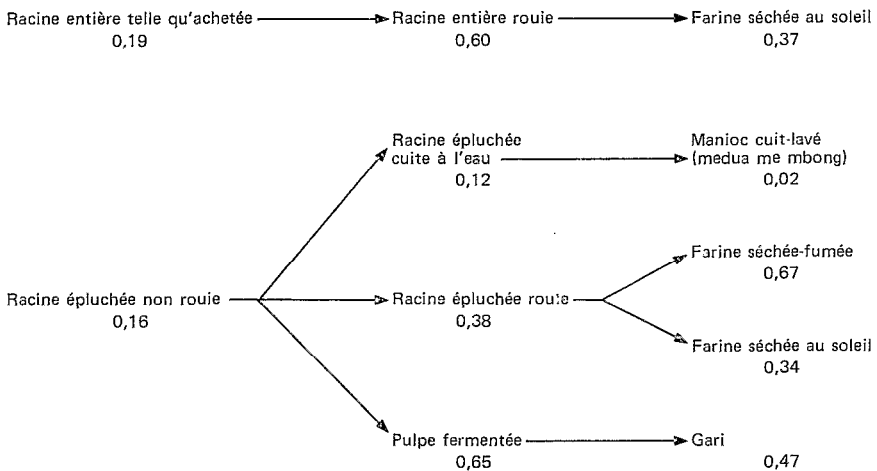 Racine entière telle qu'achetée
0,19
Racine entière rouie
0,60
Farine séchée au soleil
0,37
Racine épluchée
cuite à l'eau
0,12
Manioc cuit-lavé
(medua me mbong)
0,02
Farine séchée-fumée
0,67
Racine épluchée non rouie
0,16
Racine épluchée rouie
0,38
Farine séchée au soleil
0,34
Pulpe fermentée
0,65
Gari
0,47